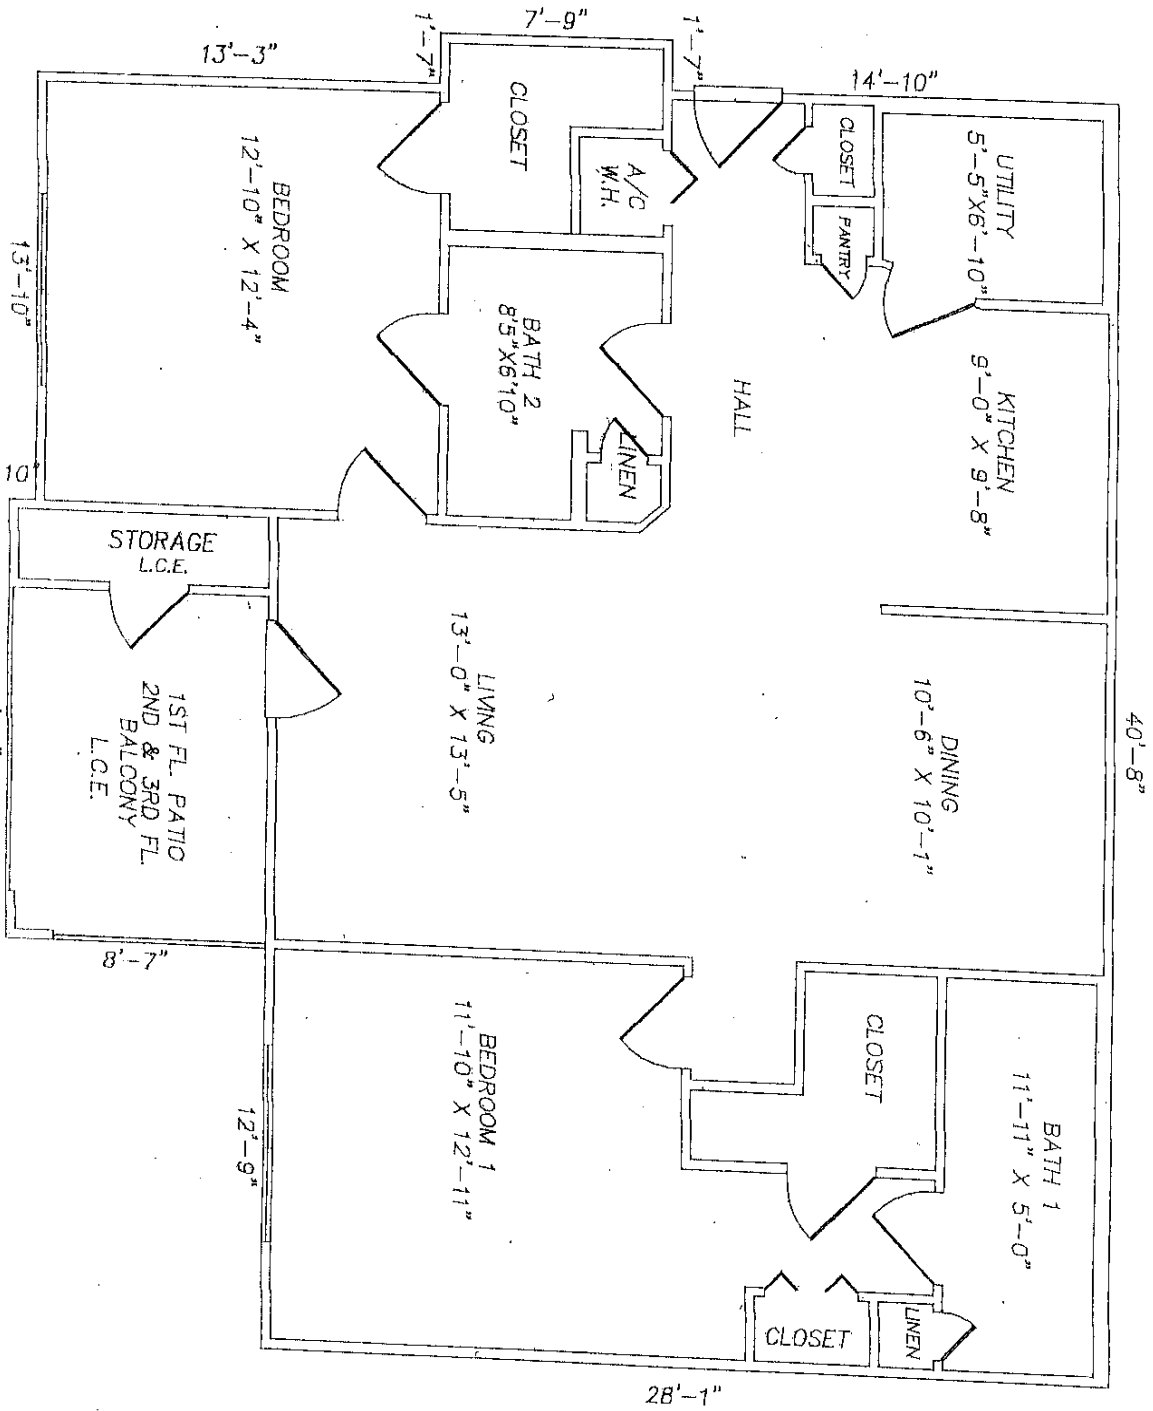 7'-9"
1'-7"
1'-7"
13'-3"
14'-10"
CLOSET
A/C
W.H.
CLOSET
PANTRY
UTILITY
5'-5"X6'-10"
BEDROOM
12'-10" X 12'-4"
13'-10"
BATH 2
8'5"X6'10"
LINEN
HALL
KITCHEN
9'-0" X 9'-8"
10"
STORAGE
L.C.E.
1ST FL. PATIO
2ND & 3RD FL.
BALCONY
L.C.E.
LIVING
13'-0" X 13'-5"
DINING
10'-6" X 10'-1"
40'-8"
8'-7"
BEDROOM 1
11'-10" X 12'-11"
12'-9"
CLOSET
BATH 1
11'-11" X 5'-0"
CLOSET
LINEN
28'-1"